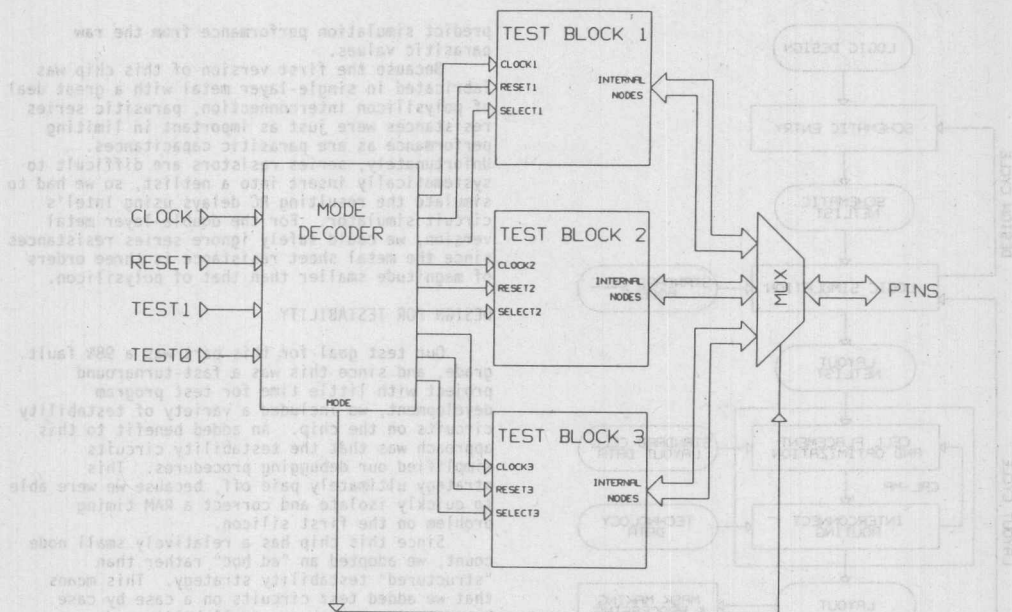 TEST BLOCK 1
CLOCK1
RESET1
SELECT1
INTERNAL
NODES
CLOCK
RESET
TEST1
TEST0
MODE
DECODER
MODE
TEST BLOCK 2
CLOCK2
RESET2
SELECT2
INTERNAL
NODES
MUX
PINS
TEST BLOCK 3
CLOCK3
RESET3
SELECT3
INTERNAL
NODES
predict simulation performance from the raw
parasitic values.
Because the first version of this chip was
fabricated in single-layer metal with a great deal
of polysilicon interconnection, parasitic series
resistances were just as important in limiting
performance as are parasitic capacitances.
Unfortunately, series resistors are difficult to
systematically insert into a netlist, so we had to
simulate the resulting RC delays using Intel's
circuit simulator. For the double layer metal
version, we could safely ignore series resistances
since the metal sheet resistance three orders
of magnitude smaller than that of polysilicon.
DESIGN FOR TESTABILITY
Our test goal for this a 98% fault
grade, and since this was a fast-turnaround
project with little time for test program
development, we included a variety of testability
circuits on the chip. An added benefit to this
approach was that the testability circuits
simplified our debugging procedures. This
strategy ultimately paid off, because we were able
to quickly isolate and correct a RAM timing
problem on the first silicon.
Since this chip has a relatively small node
count, we adopted an "ad hoc" rather than
"structured" testability strategy. This means
that we added test circuits on a case by case
LOGIC DESIGN
SCHEMATIC ENTRY
SCHEMATIC
NETLIST
SIMULATION
LAYOUT
NETLIST
CELL PLACEMENT
AND OPTIMIZATION
LAYOUT DATA
INTERCONNECT
ROUTING
TECHNOLOGY
DATA
LAYOUT
MASK MAKING
DESIGN CYCLE
LAYOUT CYCLE